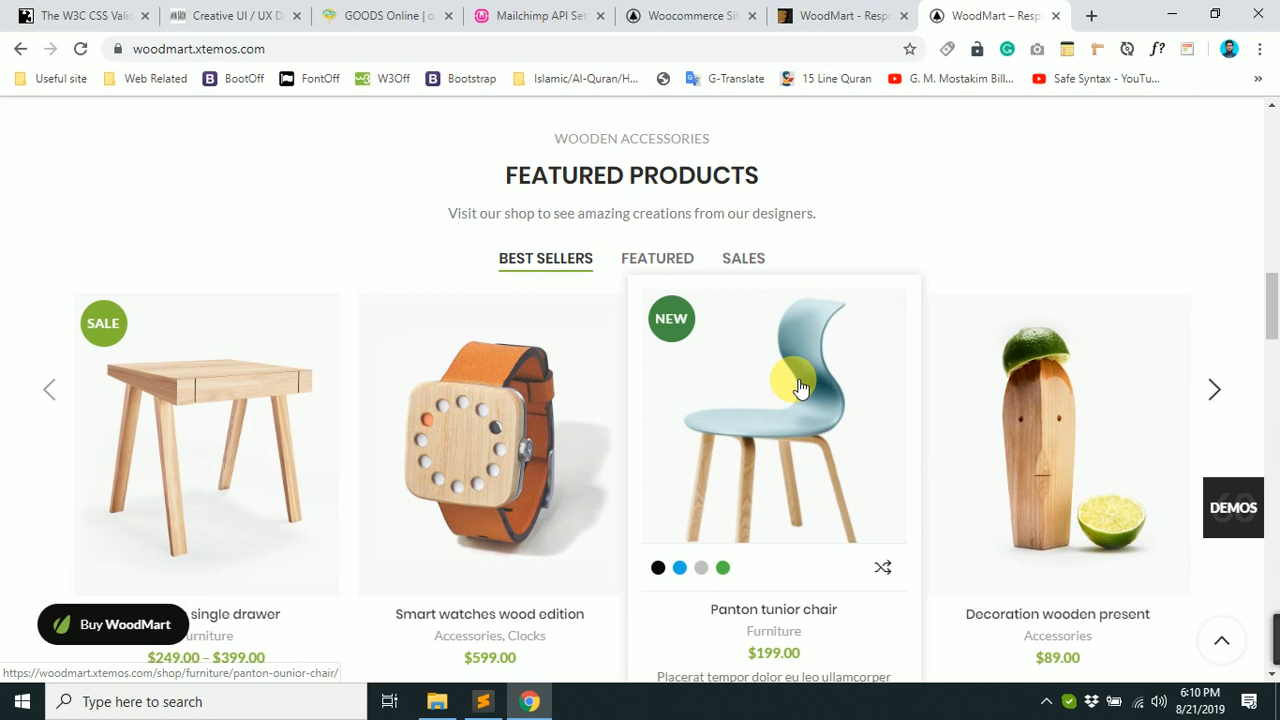 The W3C CSS Vali
Creative UI / UX D
GOODS Online | c
Mailchimp API Set
Woocommerce Sit
WoodMart - Respo
WoodMart – Respo
woodmart.xtemos.com
f?
Useful site
Web Related
BootOff
FontOff
W3Off
Bootstrap
Islamic/Al-Quran/H...
G-Translate
15 Line Quran
G. M. Mostakim Bill...
Safe Syntax - YouTu...
WOODEN ACCESSORIES
FEATURED PRODUCTS
Visit our shop to see amazing creations from our designers.
BEST SELLERS FEATURED SALES
SALE
NEW
DEMOS
single drawer
Furniture
$249.00 – $399.00
Smart watches wood edition
Accessories, Clocks
$599.00
Panton tunior chair
Furniture
$199.00
Placerat tempor dolor eu leo ullamcorper
Decoration wooden present
Accessories
$89.00
Buy WoodMart
https://woodmart.xtemos.com/shop/furniture/panton-ounior-chair/
Type here to search
6:10 PM
8/21/2019